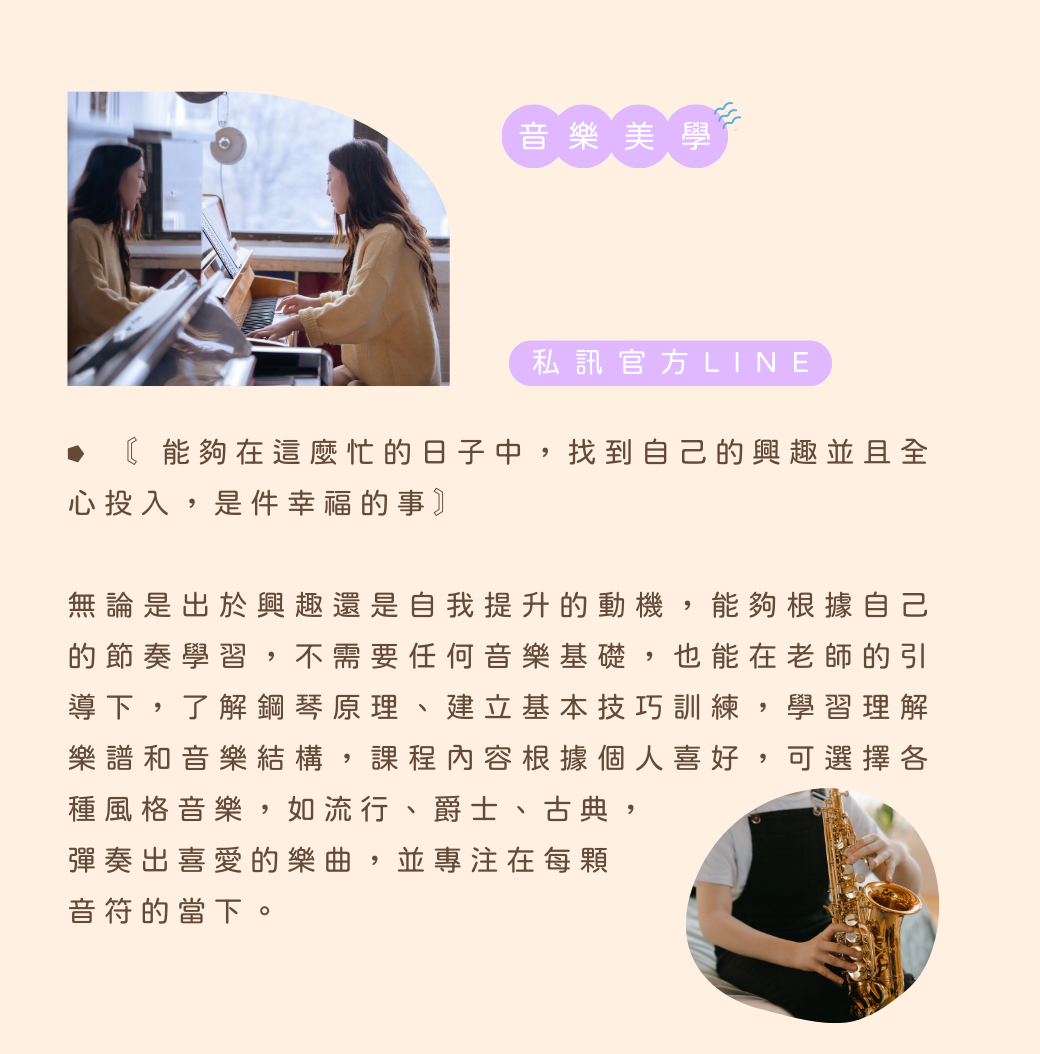 音樂美學
私訊官方LINE
〖能夠在這麼忙的日子中，找到自己的興趣並且全
心投入，是件幸福的事〗
無論是出於興趣還是自我提升的動機，能夠根據自己
的節奏學習，不需要任何音樂基礎，也能在老師的引
導下，了解鋼琴原理、建立基本技巧訓練，學習理解
樂譜和音樂結構，課程內容根據個人喜好，可選擇各
種風格音樂，如流行、爵士、古典，
彈奏出喜愛的樂曲，並專注在每顆
音符的當下。